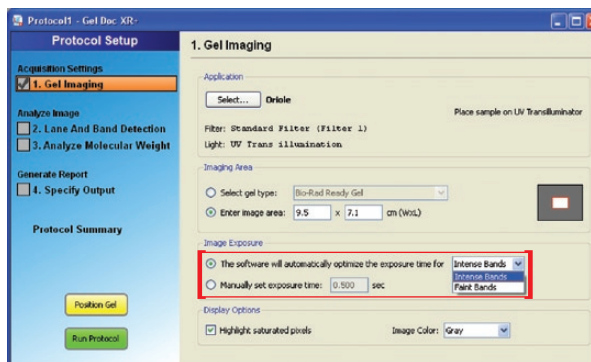 Protocol1 - Gel Doc XR+
Protocol Setup
Acquisition Settings
1. Gel Imaging
Analyze Image
2. Lane And Band Detection
3. Analyze Molecular Weight
Generate Report
4. Specify Output
Protocol Summary
Position Gel
Run Protocol
1. Gel Imaging
Application
Select... Oriole
Place sample on UV Transilluminator
Filter: Standard Filter (Filter 1)
Light: UV Trans illumination
Imaging Area
Select gel type: Bio-Rad Ready Gel
Enter image area: 9.5 x 7.1 cm (WxL)
Image Exposure
The software will automatically optimize the exposure time for Intense Bands
Intense Bands
Faint Bands
Manually set exposure time: 0.500 sec
Display Options
Highlight saturated pixels Image Color: Gray